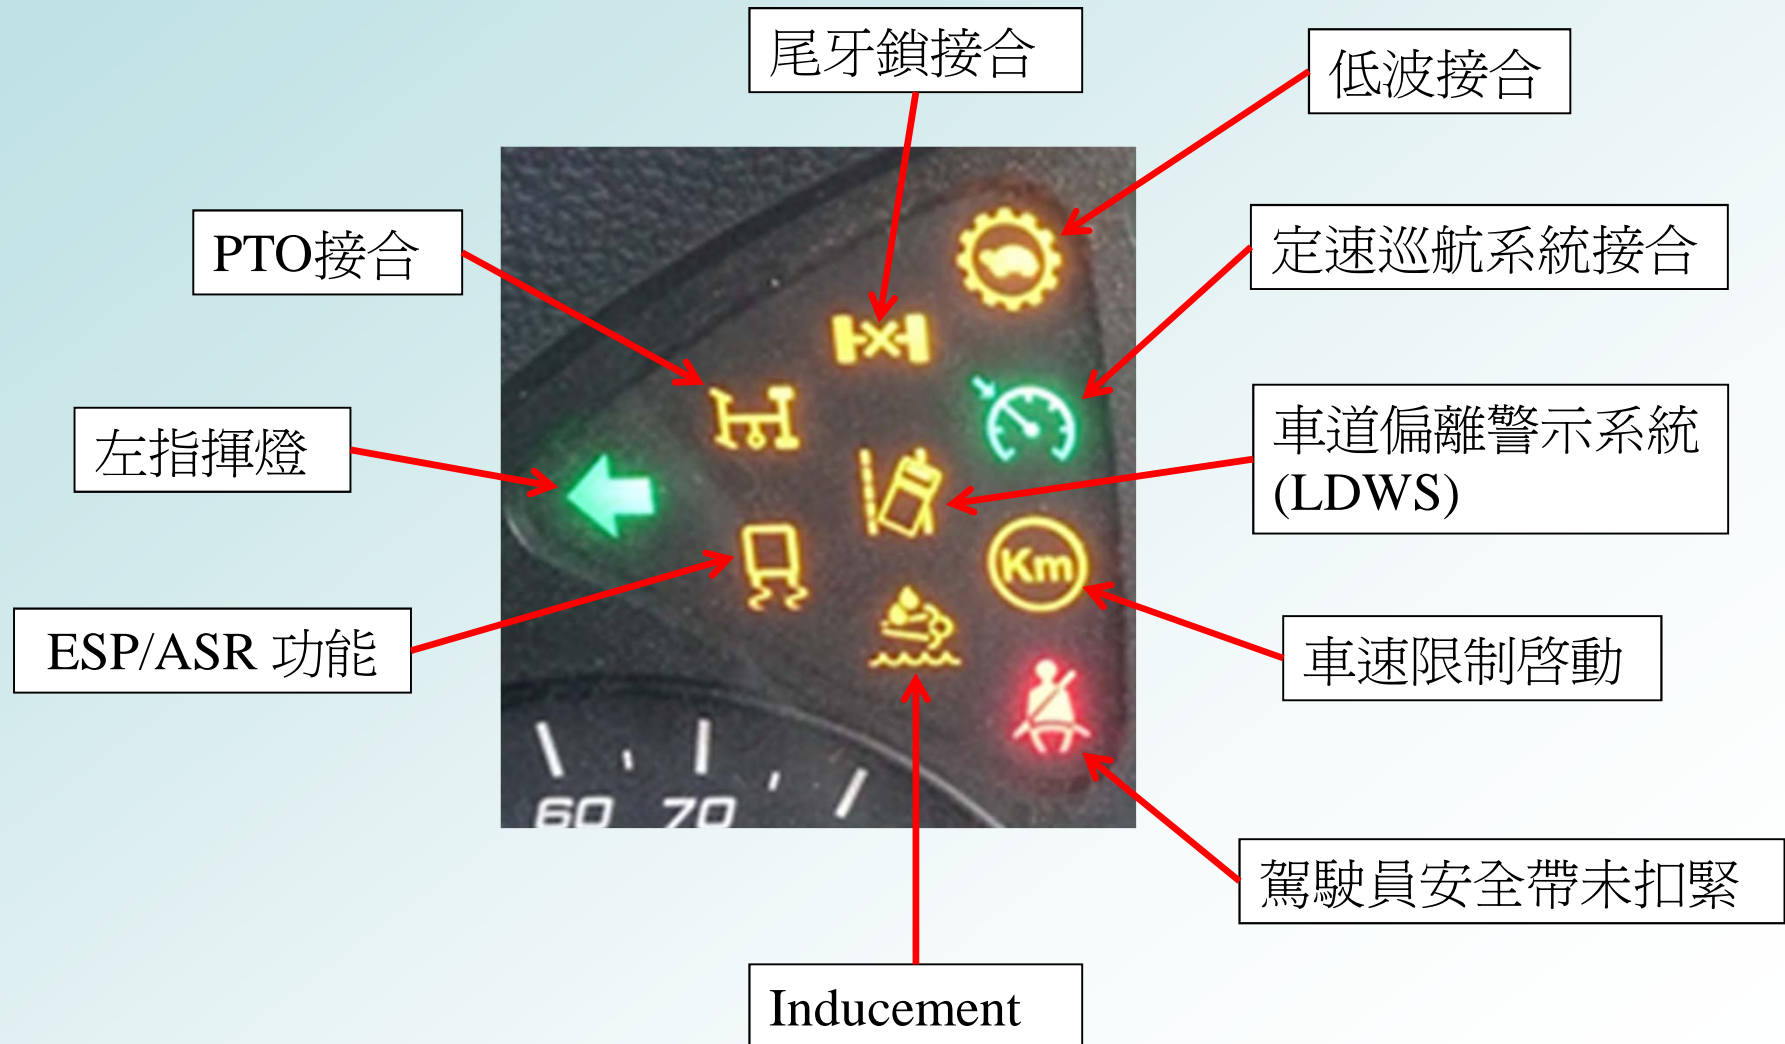 尾牙鎖接合
低波接合
PTO接合
定速巡航系統接合
左指揮燈
車道偏離警示系統
(LDWS)
Km
ESP/ASR 功能
車速限制啓動
60 70
駕駛員安全帶未扣緊
Inducement